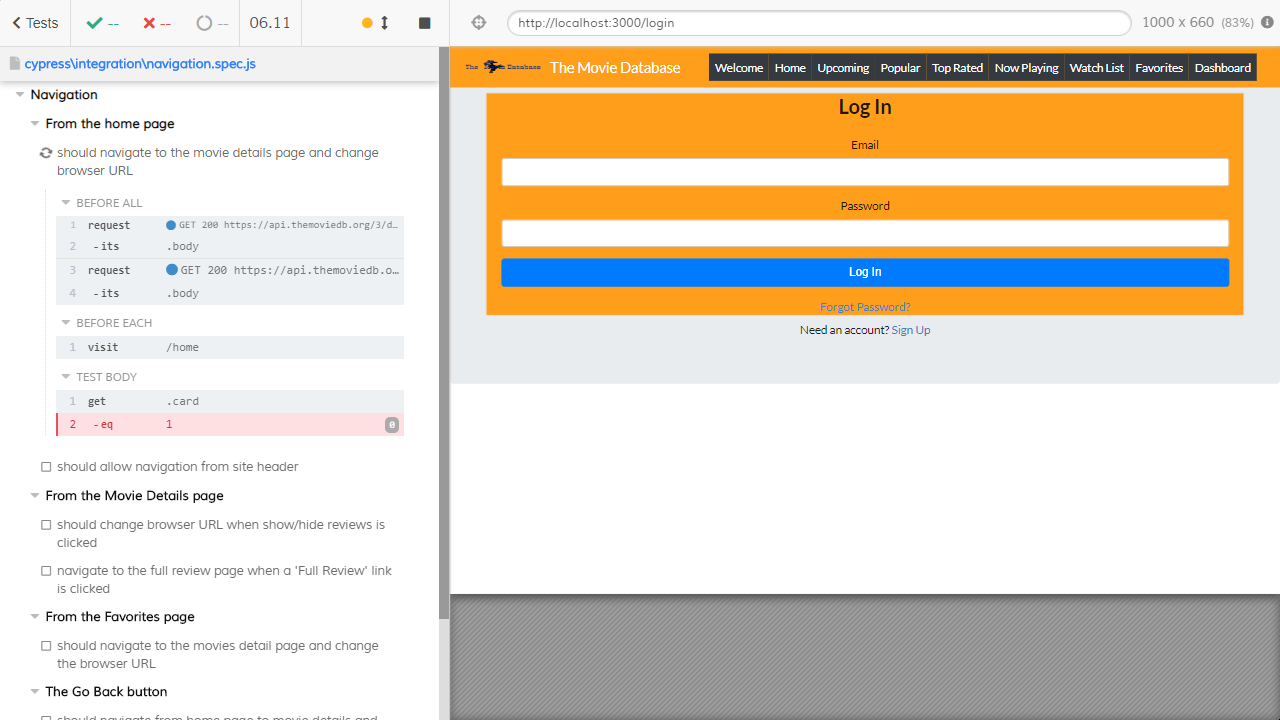 Tests
--
--
--
06.11
http://localhost:3000/login
1000 x 660 (83%)
cypress\integration\navigation.spec.js
Navigation
From the home page
should navigate to the movie details page and change
browser URL
BEFORE ALL
1 request GET 200 https://api.themoviedb.org/3/d…
2 -its .body
3 request GET 200 https://api.themoviedb.o…
4 -its .body
BEFORE EACH
1 visit /home
TEST BODY
1 get .card
2 -eq 1 0
should allow navigation from site header
From the Movie Details page
should change browser URL when show/hide reviews is
clicked
navigate to the full review page when a 'Full Review' link
is clicked
From the Favorites page
should navigate to the movies detail page and change
the browser URL
The Go Back button
should navigate from home page to movie details and
The Database
The Movie Database
Welcome
Home
Upcoming
Popular
Top Rated
Now Playing
Watch List
Favorites
Dashboard
Log In
Email
Password
Log In
Forgot Password?
Need an account? Sign Up